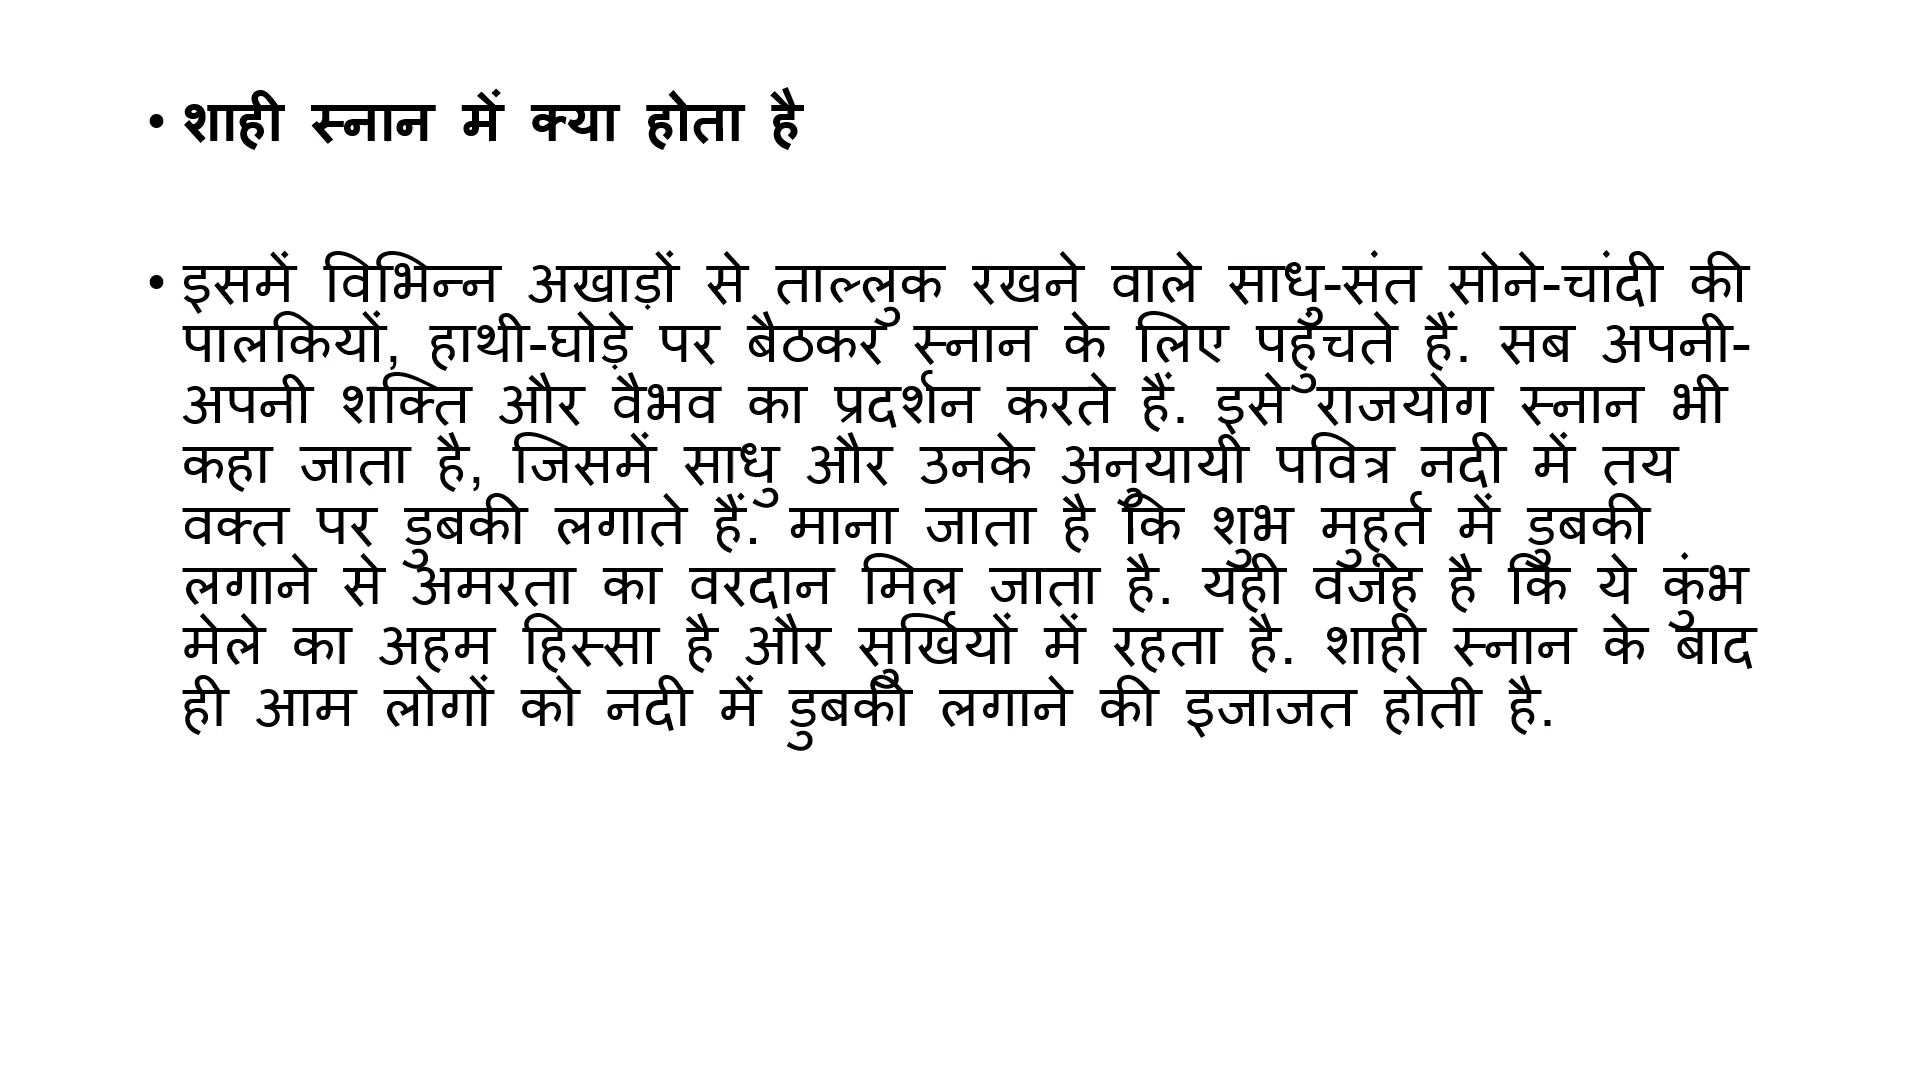 • शाही स्नान में क्या होता है
• इसमें विभिन्न अखाड़ों से ताल्लुक रखने वाले साधु-संत सोने-चांदी की
पालकियों, हाथी-घोड़े पर बैठकर स्नान के लिए पहुँचते हैं. सब अपनी-
अपनी शक्ति और वैभव का प्रदर्शन करते हैं. इसे राजयोग स्नान भी
कहा जाता है, जिसमें साधु और उनके अनुयायी पवित्र नदी में तय
वक्त पर डुबकी लगाते हैं. माना जाता है कि शुभ मुहूर्त में डुबकी
लगाने से अमरता का वरदान मिल जाता है. यही वजह है कि ये कुंभ
मेले का अहम हिस्सा है और सुर्खियों में रहता है. शाही स्नान के बाद
ही आम लोगों को नदी में डुबकी लगाने की इजाजत होती है.